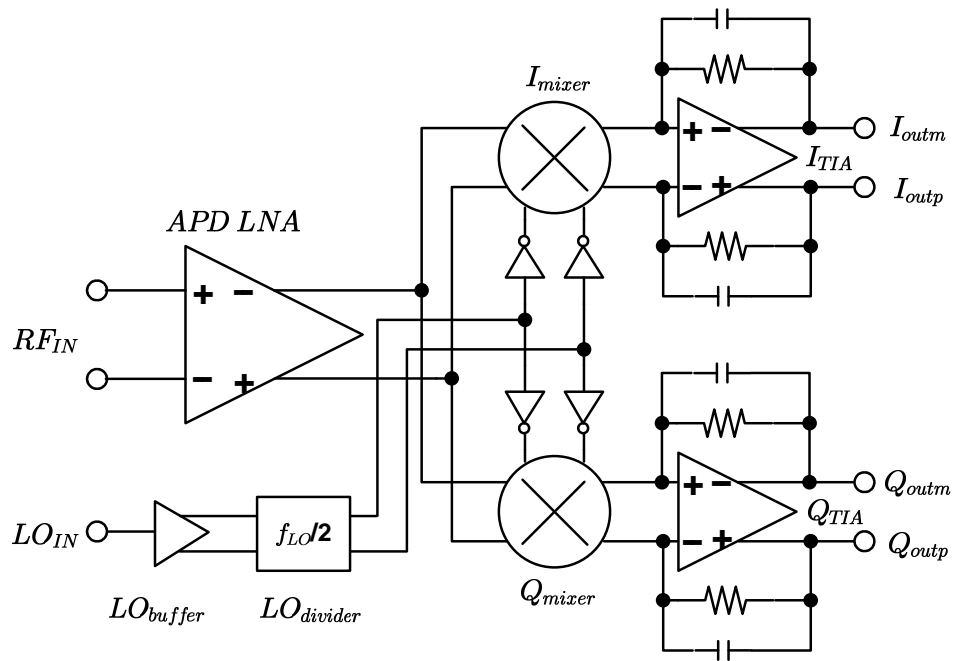 I_mixer
I_outm
I_TIA
I_outp
APD LNA
RF_IN
LO_IN
f_LO/2
LO_buffer
LO_divider
Q_mixer
Q_outm
Q_TIA
Q_outp